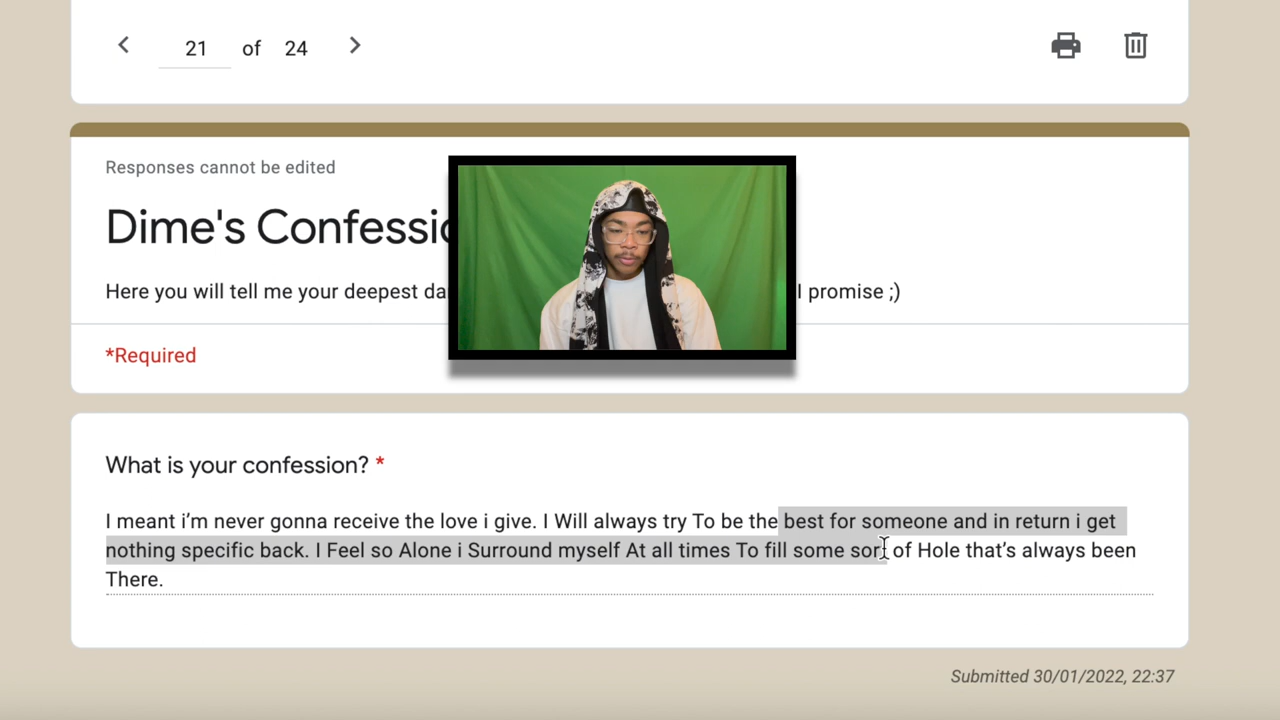 21 of 24
Responses cannot be edited
Dime's Confessi
Here you will tell me your deepest I promise ;)
*Required
What is your confession? *
I meant i’m never gonna receive the love i give. I Will always try To be the best for someone and in return i get
nothing specific back. I Feel so Alone i Surround myself At all times To fill some sort of Hole that’s always been
There.
Submitted 30/01/2022, 22:37